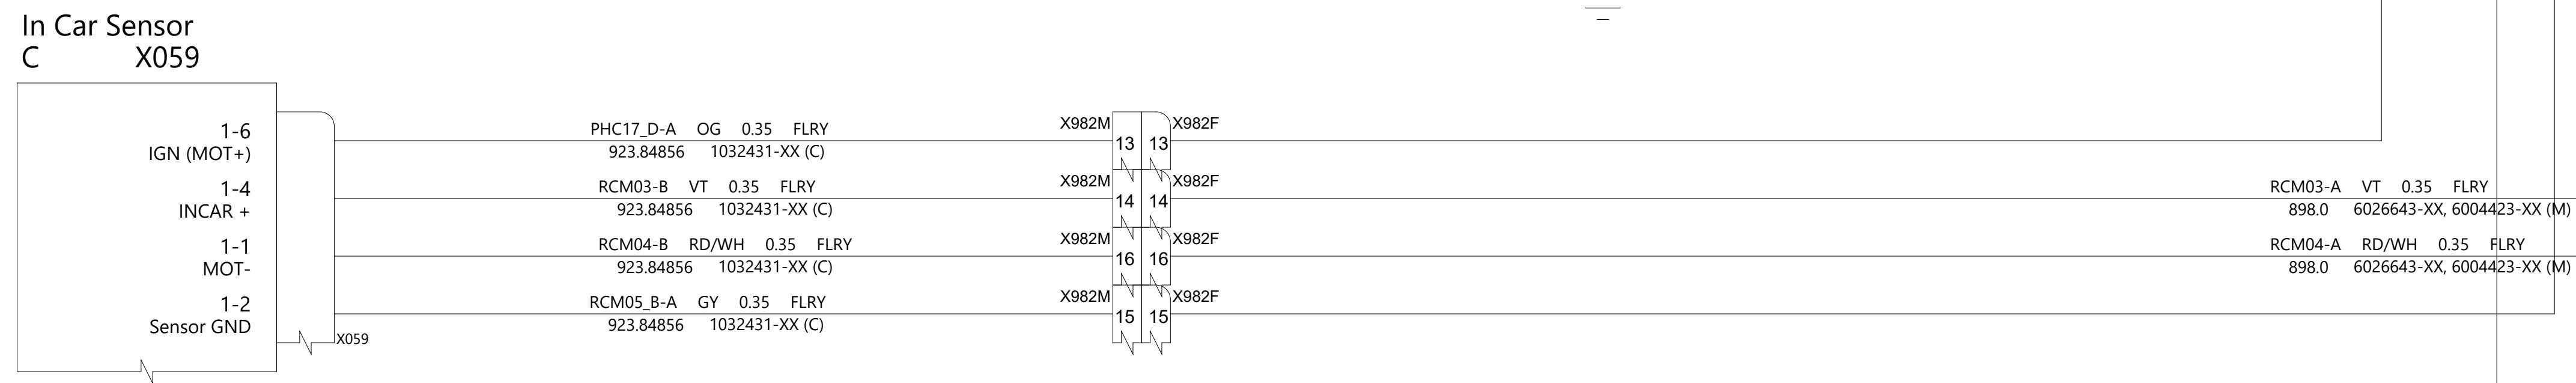 In Car Sensor
C X059
1-6
IGN (MOT+)
PHC17_D-A OG 0.35 FLRY
923.84856 1032431-XX (C)
X982M 13 13 X982F
1-4
INCAR +
RCM03-B VT 0.35 FLRY
923.84856 1032431-XX (C)
X982M 14 14 X982F
RCM03-A VT 0.35 FLRY
898.0 6026643-XX, 6004423-XX (M)
1-1
MOT-
RCM04-B RD/WH 0.35 FLRY
923.84856 1032431-XX (C)
X982M 16 16 X982F
RCM04-A RD/WH 0.35 FLRY
898.0 6026643-XX, 6004423-XX (M)
1-2
Sensor GND
RCM05_B-A GY 0.35 FLRY
923.84856 1032431-XX (C)
X982M 15 15 X982F
X059